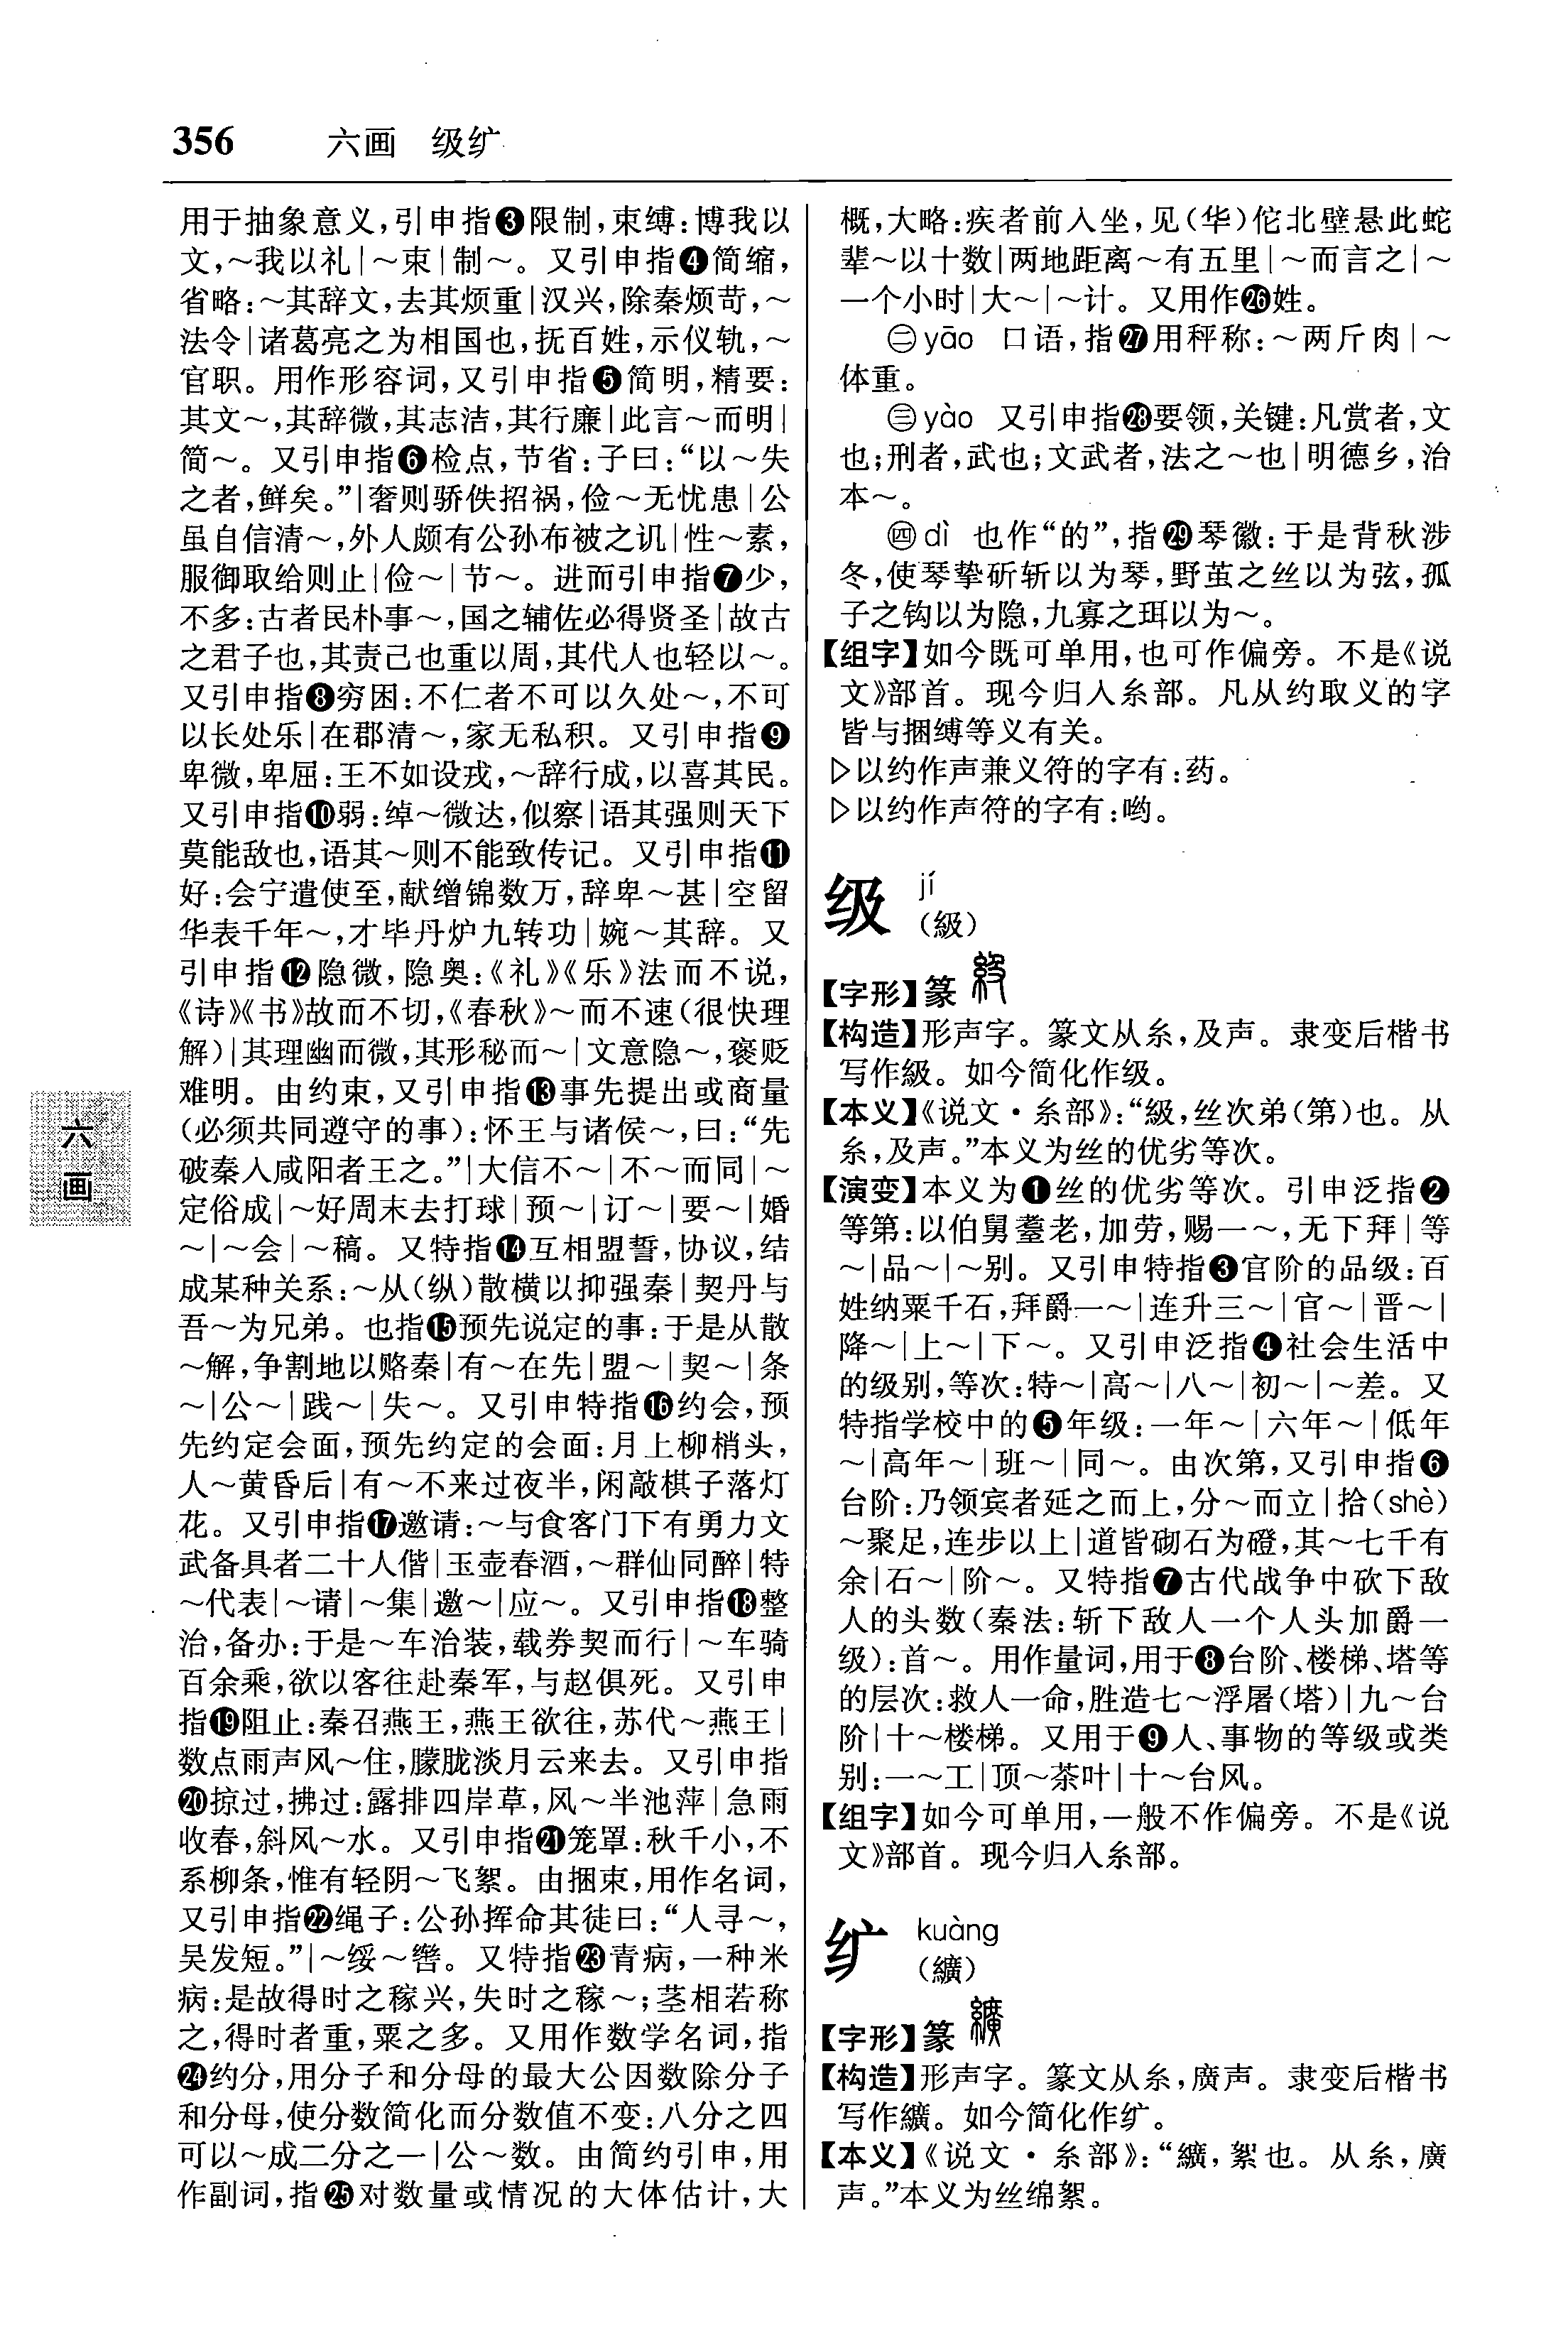 356 六画 级纩
用于抽象意义,引申指❸限制,束缚:博我以
文,～我以礼|～束|制～。又引申指❹简缩,
省略:～其辞文,去其烦重|汉兴,除秦烦苛,～
法令|诸葛亮之为相国也,抚百姓,示仪轨,～
官职。用作形容词,又引申指❺简明,精要:
其文～,其辞微,其志洁,其行廉|此言～而明|
简～。又引申指❻检点,节省:子曰:“以～失
之者,鲜矣。”|奢则骄佚招祸,俭～无忧患|公
虽自信清～,外人颇有公孙布被之讥|性～素,
服御取给则止|俭～|节～。进而引申指❼少,
不多:古者民朴事～,国之辅佐必得贤圣|故古
之君子也,其责己也重以周,其代人也轻以～。
又引申指❽穷困:不仁者不可以久处～,不可
以长处乐|在郡清～,家无私积。又引申指❾
卑微,卑屈:王不如设戎,～辞行成,以喜其民。
又引申指❿弱:绰～微达,似察|语其强则天下
莫能敌也,语其～则不能致传记。又引申指⓫
好:会宁遣使至,献缯锦数万,辞卑～甚|空留
华表千年～,才毕丹炉九转功|婉～其辞。又
引申指⓬隐微,隐奥:《礼》《乐》法而不说,
《诗》《书》故而不切,《春秋》～而不速(很快理
解)|其理幽而微,其形秘而～|文意隐～,褒贬
难明。由约束,又引申指⓭事先提出或商量
(必须共同遵守的事):怀王与诸侯～,曰:“先
破秦入咸阳者王之。”|大信不～|不～而同|～
定俗成|～好周末去打球|预～|订～|要～|婚
～|～会|～稿。又特指⓮互相盟誓,协议,结
成某种关系:～从(纵)散横以抑强秦|契丹与
吾～为兄弟。也指⓯预先说定的事:于是从散
～解,争割地以赂秦|有～在先|盟～|契～|条
～|公～|践～|失～。又引申特指⓰约会,预
先约定会面,预先约定的会面:月上柳梢头,
人～黄昏后|有～不来过夜半,闲敲棋子落灯
花。又引申指⓱邀请:～与食客门下有勇力文
武备具者二十人偕|玉壶春酒,～群仙同醉|特
～代表|～请|～集|邀～|应～。又引申指⓲整
治,备办:于是～车治装,载券契而行|～车骑
百余乘,欲以客往赴秦军,与赵俱死。又引申
指⓳阻止:秦召燕王,燕王欲往,苏代～燕王|
数点雨声风～住,朦胧淡月云来去。又引申指
⓴掠过,拂过:露排四岸草,风～半池萍|急雨
收春,斜风～水。又引申指㉑笼罩:秋千小,不
系柳条,惟有轻阴～飞絮。由捆束,用作名词,
又引申指㉒绳子:公孙挥命其徒曰:“人寻～,
吴发短。”|～绥～辔。又特指㉓青病,一种米
病:是故得时之稼兴,失时之稼～;茎相若称
之,得时者重,粟之多。又用作数学名词,指
㉔约分,用分子和分母的最大公因数除分子
和分母,使分数简化而分数值不变:八分之四
可以～成二分之一|公～数。由简约引申,用
作副词,指㉕对数量或情况的大体估计,大
概,大略:疾者前入坐,见(华)佗北壁悬此蛇
辈～以十数|两地距离～有五里|～而言之|～
一个小时|大～|～计。又用作㉖姓。
㊁yāo 口语,指㉗用秤称:～两斤肉|～
体重。
㊂yào 又引申指㉘要领,关键:凡赏者,文
也;刑者,武也;文武者,法之～也|明德乡,治
本～。
㊃dì 也作“的”,指㉙琴徽:于是背秋涉
冬,使琴挚斫斩以为琴,野茧之丝以为弦,孤
子之钩以为隐,九寡之珥以为～。
【组字】如今既可单用,也可作偏旁。不是《说
文》部首。现今归入糸部。凡从约取义的字
皆与捆缚等义有关。
▷以约作声兼义符的字有:药。
▷以约作声符的字有:哟。
级 jí
(級)
【字形】篆
【构造】形声字。篆文从糸,及声。隶变后楷书
写作級。如今简化作级。
【本义】《说文·糸部》:“級,丝次弟(第)也。从
糸,及声。”本义为丝的优劣等次。
【演变】本义为❶丝的优劣等次。引申泛指❷
等第:以伯舅耋老,加劳,赐一～,无下拜|等
～|品～|～别。又引申特指❸官阶的品级:百
姓纳粟千石,拜爵一～|连升三～|官～|晋～|
降～|上～|下～。又引申泛指❹社会生活中
的级别,等次:特～|高～|八～|初～|～差。又
特指学校中的❺年级:一年～|六年～|低年
～|高年～|班～|同～。由次第,又引申指❻
台阶:乃领宾者延之而上,分～而立|拾(shè)
～聚足,连步以上|道皆砌石为磴,其～七千有
余|石～|阶～。又特指❼古代战争中砍下敌
人的头数(秦法:斩下敌人一个人头加爵一
级):首～。用作量词,用于❽台阶、楼梯、塔等
的层次:救人一命,胜造七～浮屠(塔)|九～台
阶|十～楼梯。又用于❾人、事物的等级或类
别:一～工|顶～茶叶|十～台风。
【组字】如今可单用,一般不作偏旁。不是《说
文》部首。现今归入糸部。
纩 kuàng
(纊)
【字形】篆
【构造】形声字。篆文从糸,廣声。隶变后楷书
写作纊。如今简化作纩。
【本义】《说文·糸部》:“纊,絮也。从糸,廣
声。”本义为丝绵絮。
六
画